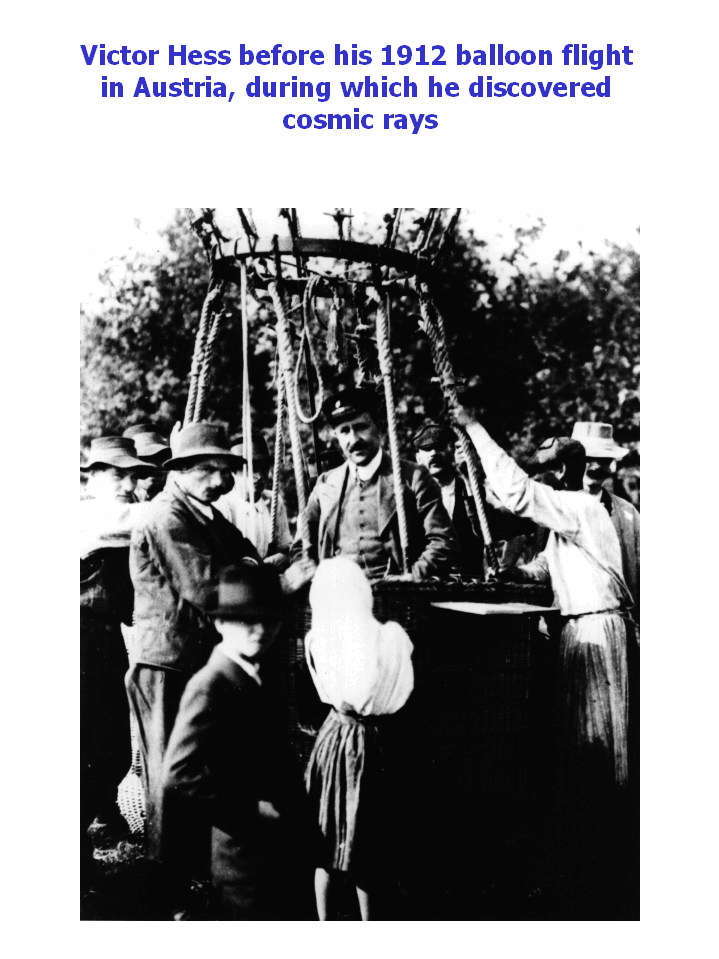 Victor Hess before his 1912 balloon flight
in Austria, during which he discovered
cosmic rays